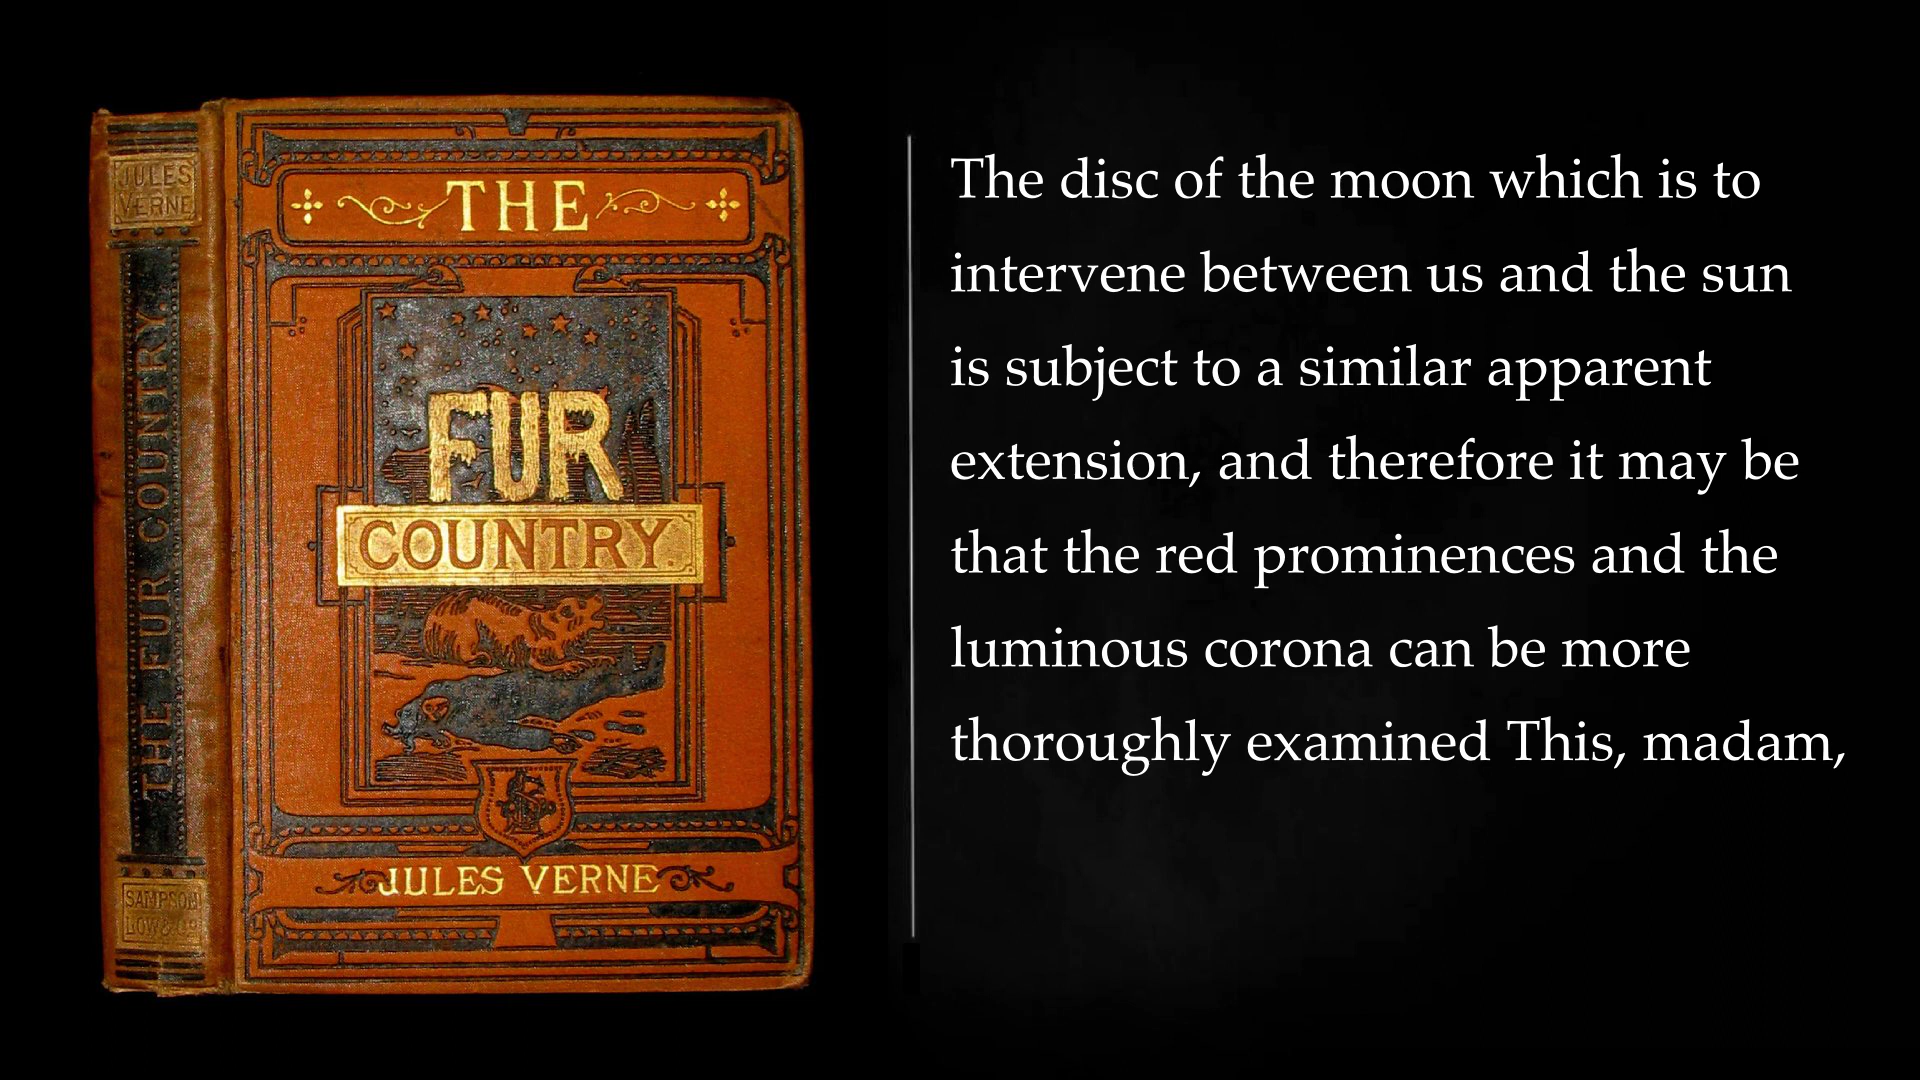 JULES
VERNE
THE FUR COUNTRY.
SAMPSON
LOW & Co
THE
FUR
COUNTRY.
JULES VERNE
The disc of the moon which is to
intervene between us and the sun
is subject to a similar apparent
extension, and therefore it may be
that the red prominences and the
luminous corona can be more
thoroughly examined This, madam,